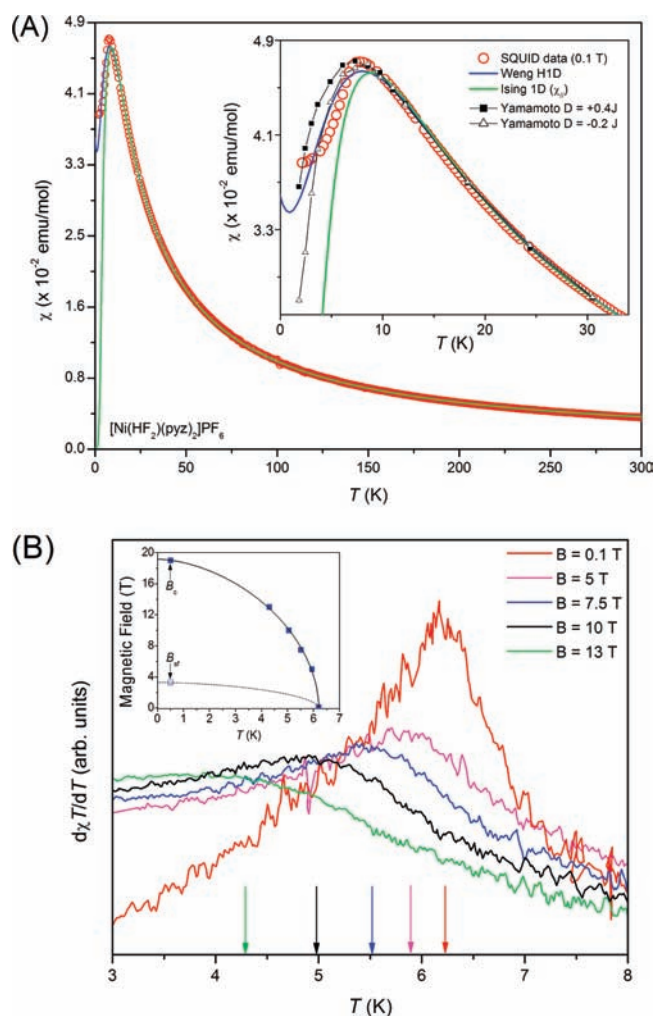 (A)
4.9
4.1
3.3
2.5
1.6
0.8
0.0
χ (x 10⁻² emu/mol)
0 50 100 150 200 250 300
T (K)
[Ni(HF₂)(pyz)₂]PF₆
4.9
4.1
3.3
χ (x 10⁻² emu/mol)
0 10 20 30
T (K)
SQUID data (0.1 T)
Weng H1D
Ising 1D (χ∥)
Yamamoto D = +0.4J
Yamamoto D = -0.2 J
(B)
dχT/dT (arb. units)
20
16
12
8
4
0
Magnetic Field (T)
Bc
Bsf
0 1 2 3 4 5 6 7
T (K)
B = 0.1 T
B = 5 T
B = 7.5 T
B = 10 T
B = 13 T
3 4 5 6 7 8
T (K)